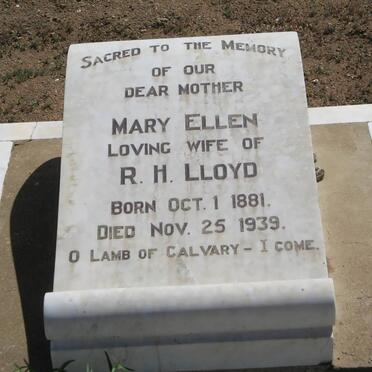 SACRED TO THE MEMORY
OF OUR
DEAR MOTHER
MARY ELLEN
LOVING WIFE OF
R. H. LLOYD
BORN OCT. 1 1881.
DIED NOV. 25 1939.
O LAMB OF CALVARY - I COME.